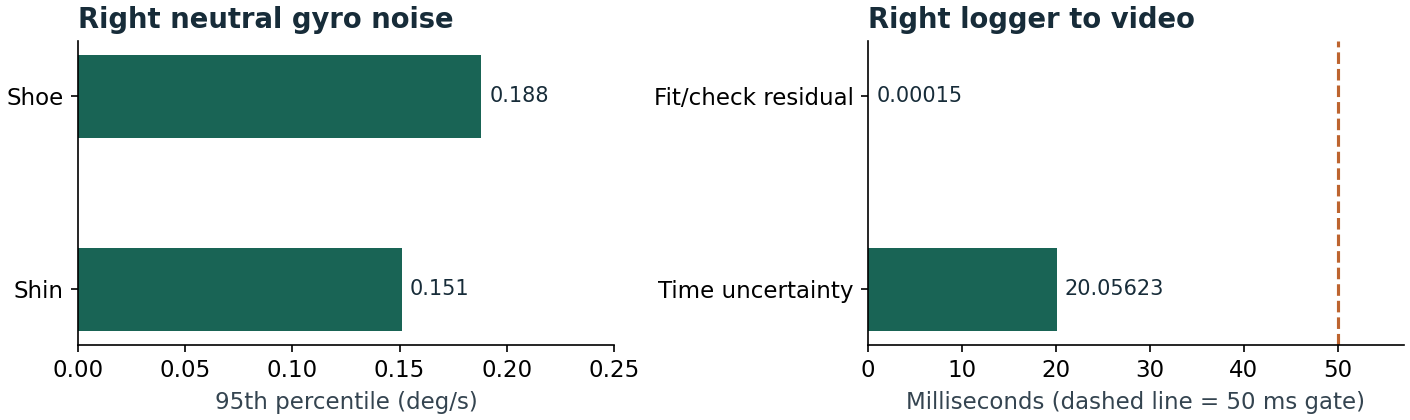 Right neutral gyro noise
Shoe
0.188
Shin
0.151
0.00 0.05 0.10 0.15 0.20 0.25
95th percentile (deg/s)
Right logger to video
Fit/check residual
0.00015
Time uncertainty
20.05623
0 10 20 30 40 50
Milliseconds (dashed line = 50 ms gate)